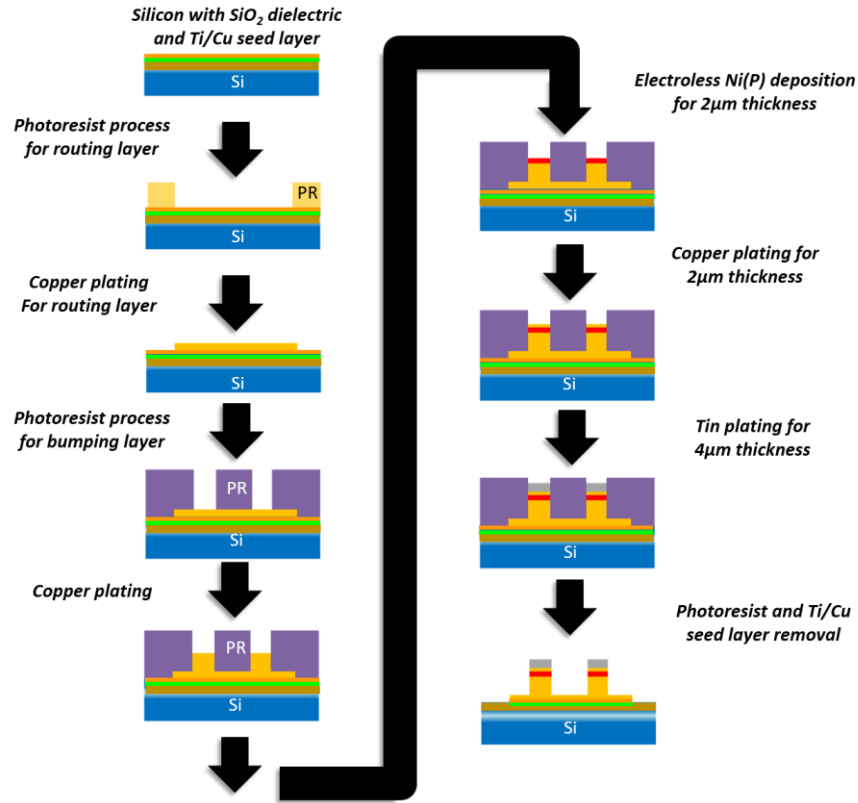 Silicon with SiO₂ dielectric
and Ti/Cu seed layer
Si
Photoresist process
for routing layer
PR
Si
Copper plating
For routing layer
Si
Photoresist process
for bumping layer
PR
Si
Copper plating
PR
Si
Electroless Ni(P) deposition
for 2µm thickness
Si
Copper plating for
2µm thickness
Si
Tin plating for
4µm thickness
Si
Photoresist and Ti/Cu
seed layer removal
Si